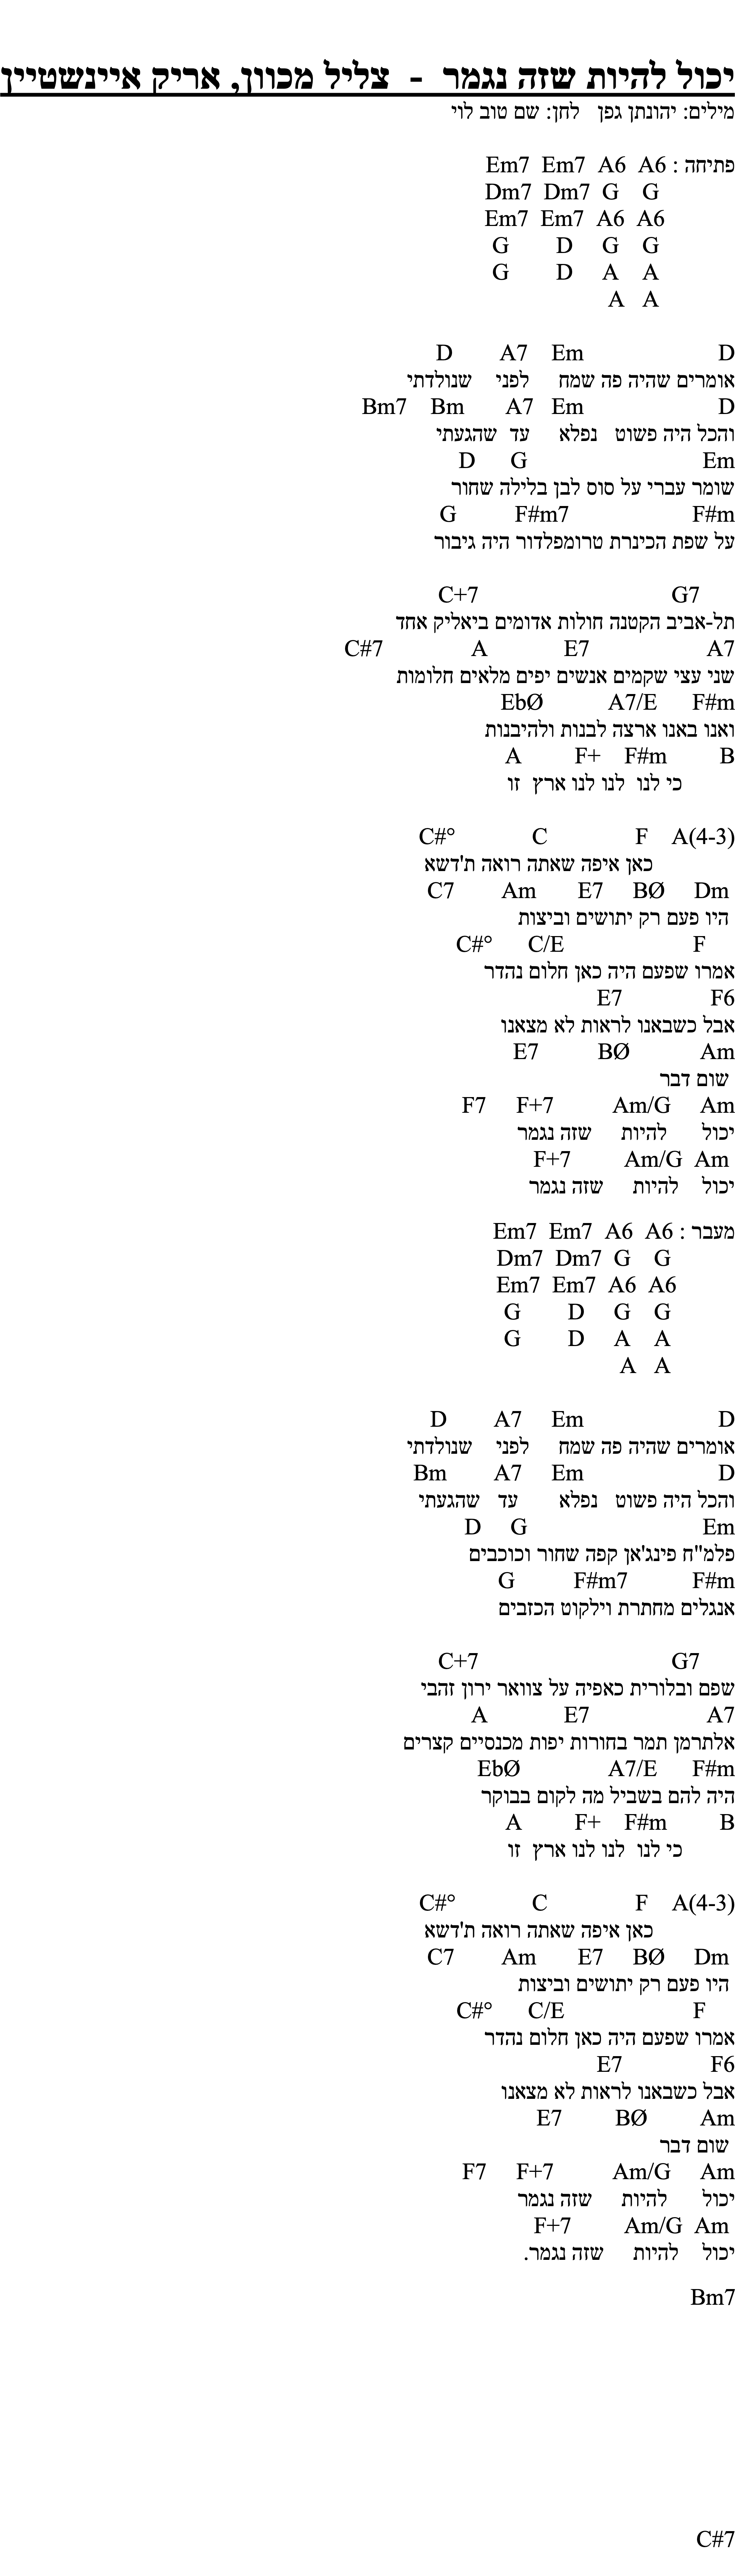 יכול להיות שזה נגמר - צליל מכוון, אריק איינשטיין
מילים: יהונתן גפן לחן: שם טוב לוי
פתיחה : Em7 Em7 A6 A6
Dm7 Dm7 G G
Em7 Em7 A6 A6
G D G G
G D A A
A A
D A7 Em D
אומרים שהיה פה שמח לפני שנולדתי
Bm7 Bm A7 Em D
והכל היה פשוט נפלא עד שהגעתי
D G Em
שומר עברי על סוס לבן בלילה שחור
G F#m7 F#m
על שפת הכינרת טרומפלדור היה גיבור
C+7 G7
תל-אביב הקטנה חולות אדומים ביאליק אחד
C#7 A E7 A7
שני עצי שקמים אנשים יפים מלאים חלומות
EbØ A7/E F#m
ואנו באנו ארצה לבנות ולהיבנות
A F+ F#m B
כי לנו לנו לנו ארץ זו
C#° C F A(4-3)
כאן איפה שאתה רואה ת'דשא
C7 Am E7 BØ Dm
היו פעם רק יתושים וביצות
C#° C/E F
אמרו שפעם היה כאן חלום נהדר
E7 F6
אבל כשבאנו לראות לא מצאנו
E7 BØ Am
שום דבר
F7 F+7 Am/G Am
יכול להיות שזה נגמר
F+7 Am/G Am
יכול להיות שזה נגמר
מעבר : Em7 Em7 A6 A6
Dm7 Dm7 G G
Em7 Em7 A6 A6
G D G G
G D A A
A A
D A7 Em D
אומרים שהיה פה שמח לפני שנולדתי
Bm A7 Em D
והכל היה פשוט נפלא עד שהגעתי
D G Em
פלמ"ח פינג'אן קפה שחור וכוכבים
G F#m7 F#m
אנגלים מחתרת וילקוט הכזבים
C+7 G7
שפם ובלורית כאפיה על צוואר ירון זהבי
A E7 A7
אלתרמן תמר בחורות יפות מכנסיים קצרים
EbØ A7/E F#m
היה להם בשביל מה לקום בבוקר
A F+ F#m B
כי לנו לנו לנו ארץ זו
C#° C F A(4-3)
כאן איפה שאתה רואה ת'דשא
C7 Am E7 BØ Dm
היו פעם רק יתושים וביצות
C#° C/E F
אמרו שפעם היה כאן חלום נהדר
E7 F6
אבל כשבאנו לראות לא מצאנו
E7 BØ Am
שום דבר
F7 F+7 Am/G Am
יכול להיות שזה נגמר
F+7 Am/G Am
יכול להיות שזה נגמר.
Bm7
C#7